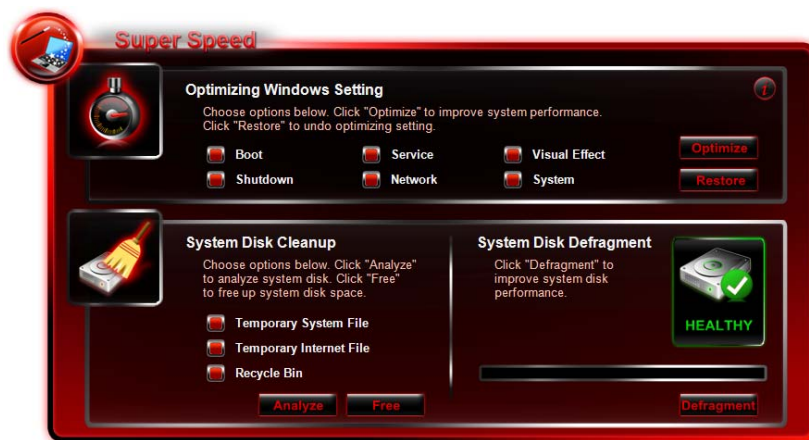 Super Speed
Optimizing Windows Setting
Choose options below. Click "Optimize" to improve system performance.
Click "Restore" to undo optimizing setting.
Boot
Service
Visual Effect
Optimize
Shutdown
Network
System
Restore
System Disk Cleanup
Choose options below. Click "Analyze"
to analyze system disk. Click "Free"
to free up system disk space.
Temporary System File
Temporary Internet File
Recycle Bin
Analyze
Free
System Disk Defragment
Click "Defragment" to
improve system disk
performance.
HEALTHY
Defragment